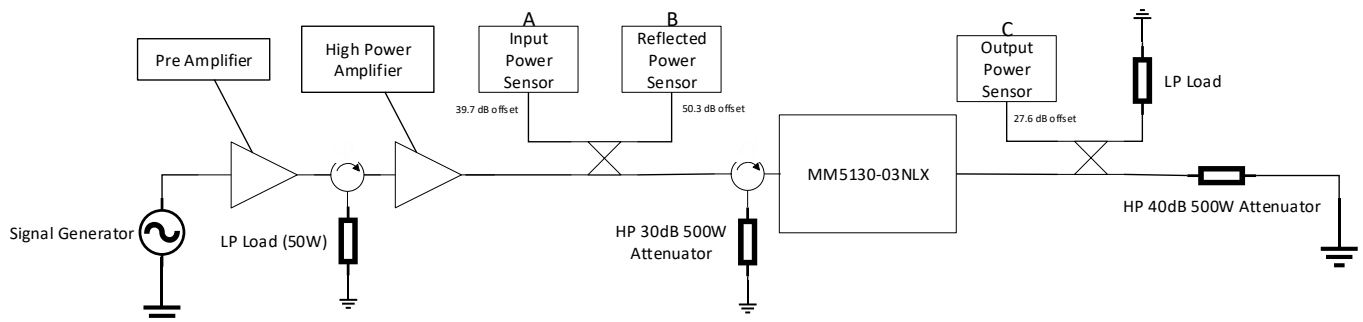 A
B
C
Pre Amplifier
High Power
Amplifier
Input
Power
Sensor
Reflected
Power
Sensor
Output
Power
Sensor
LP Load
39.7 dB offset
50.3 dB offset
27.6 dB offset
MM5130-03NLX
Signal Generator
LP Load (50W)
HP 30dB 500W
Attenuator
HP 40dB 500W Attenuator